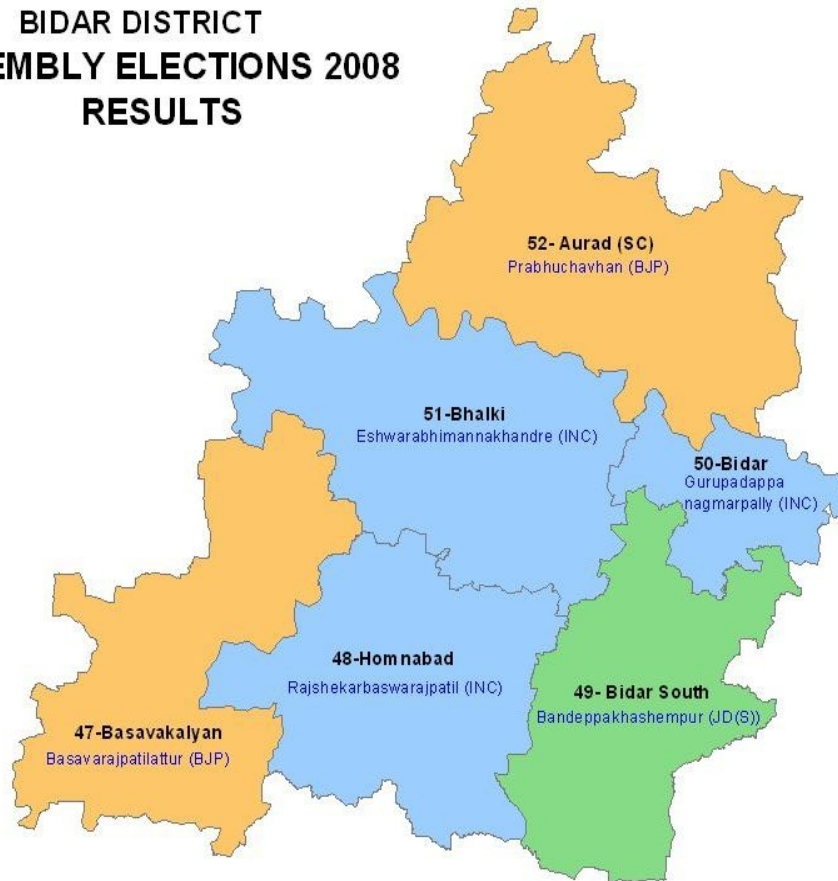 BIDAR DISTRICT
EMBLY ELECTIONS 2008
RESULTS
52- Aurad (SC)
Prabhuchavhan (BJP)
51-Bhalki
Eshwarabhimannakhandre (INC)
50-Bidar
Gurupadappa
nagmarpally (INC)
48-Homnabad
Rajshekarbaswarajpatil (INC)
49- Bidar South
Bandeppakhashempur (JD(S))
47-Basavakalyan
Basavarajpatilattur (BJP)